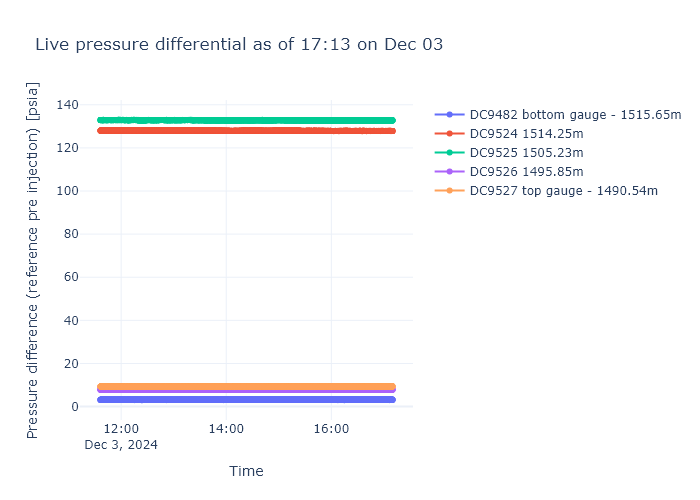 Live pressure differential as of 17:13 on Dec 03
Pressure difference (reference pre injection) [psia]
140
120
100
80
60
40
20
0
12:00
Dec 3, 2024
14:00
16:00
Time
DC9482 bottom gauge - 1515.65m
DC9524 1514.25m
DC9525 1505.23m
DC9526 1495.85m
DC9527 top gauge - 1490.54m